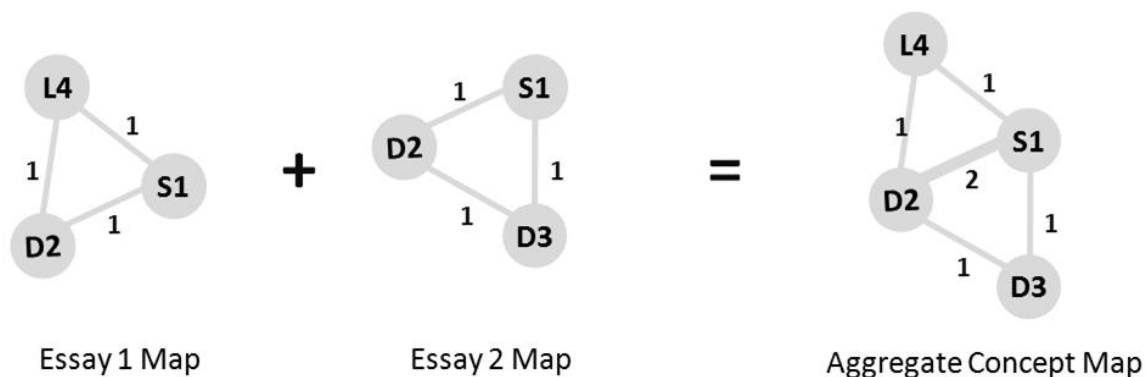 L4
1
1
S1
1
D2
Essay 1 Map
+
S1
1
D2
1
1
D3
Essay 2 Map
=
L4
1
1
S1
2
D2
1
1
D3
Aggregate Concept Map